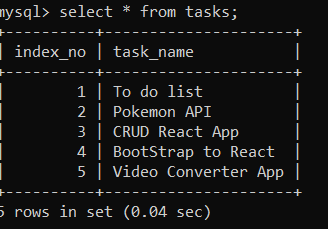 mysql> select * from tasks;
+----------+---------------------+
| index_no | task_name           |
+----------+---------------------+
|        1 | To do list          |
|        2 | Pokemon API         |
|        3 | CRUD React App      |
|        4 | BootStrap to React  |
|        5 | Video Converter App |
+----------+---------------------+
5 rows in set (0.04 sec)